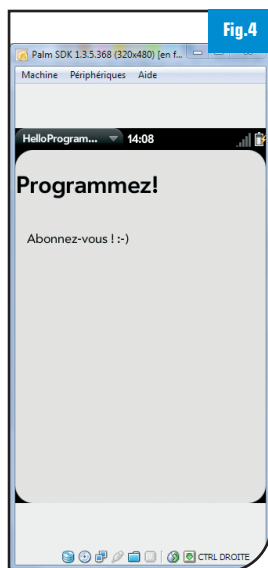 Fig.4
Palm SDK 1.3.5.368 (320x480) [en f...
Machine Périphériques Aide
HelloProgram... 14:08
Programmez!
Abonnez-vous ! :-)
CTRL DROITE